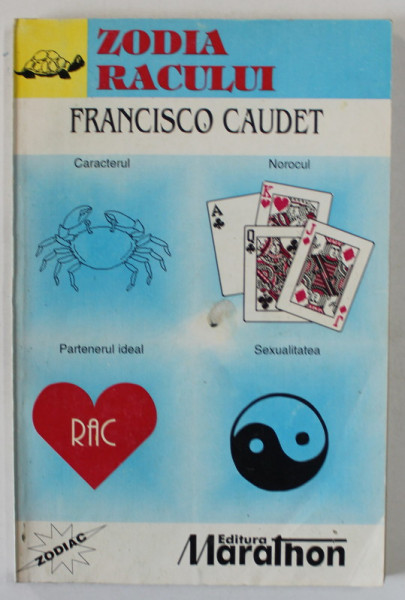 ZODIA
RACULUI
FRANCISCO CAUDET
Caracterul
Norocul
A
K
Q
J
J
Partenerul ideal
Sexualitatea
RAC
ZODIAC
Editura
Marathon